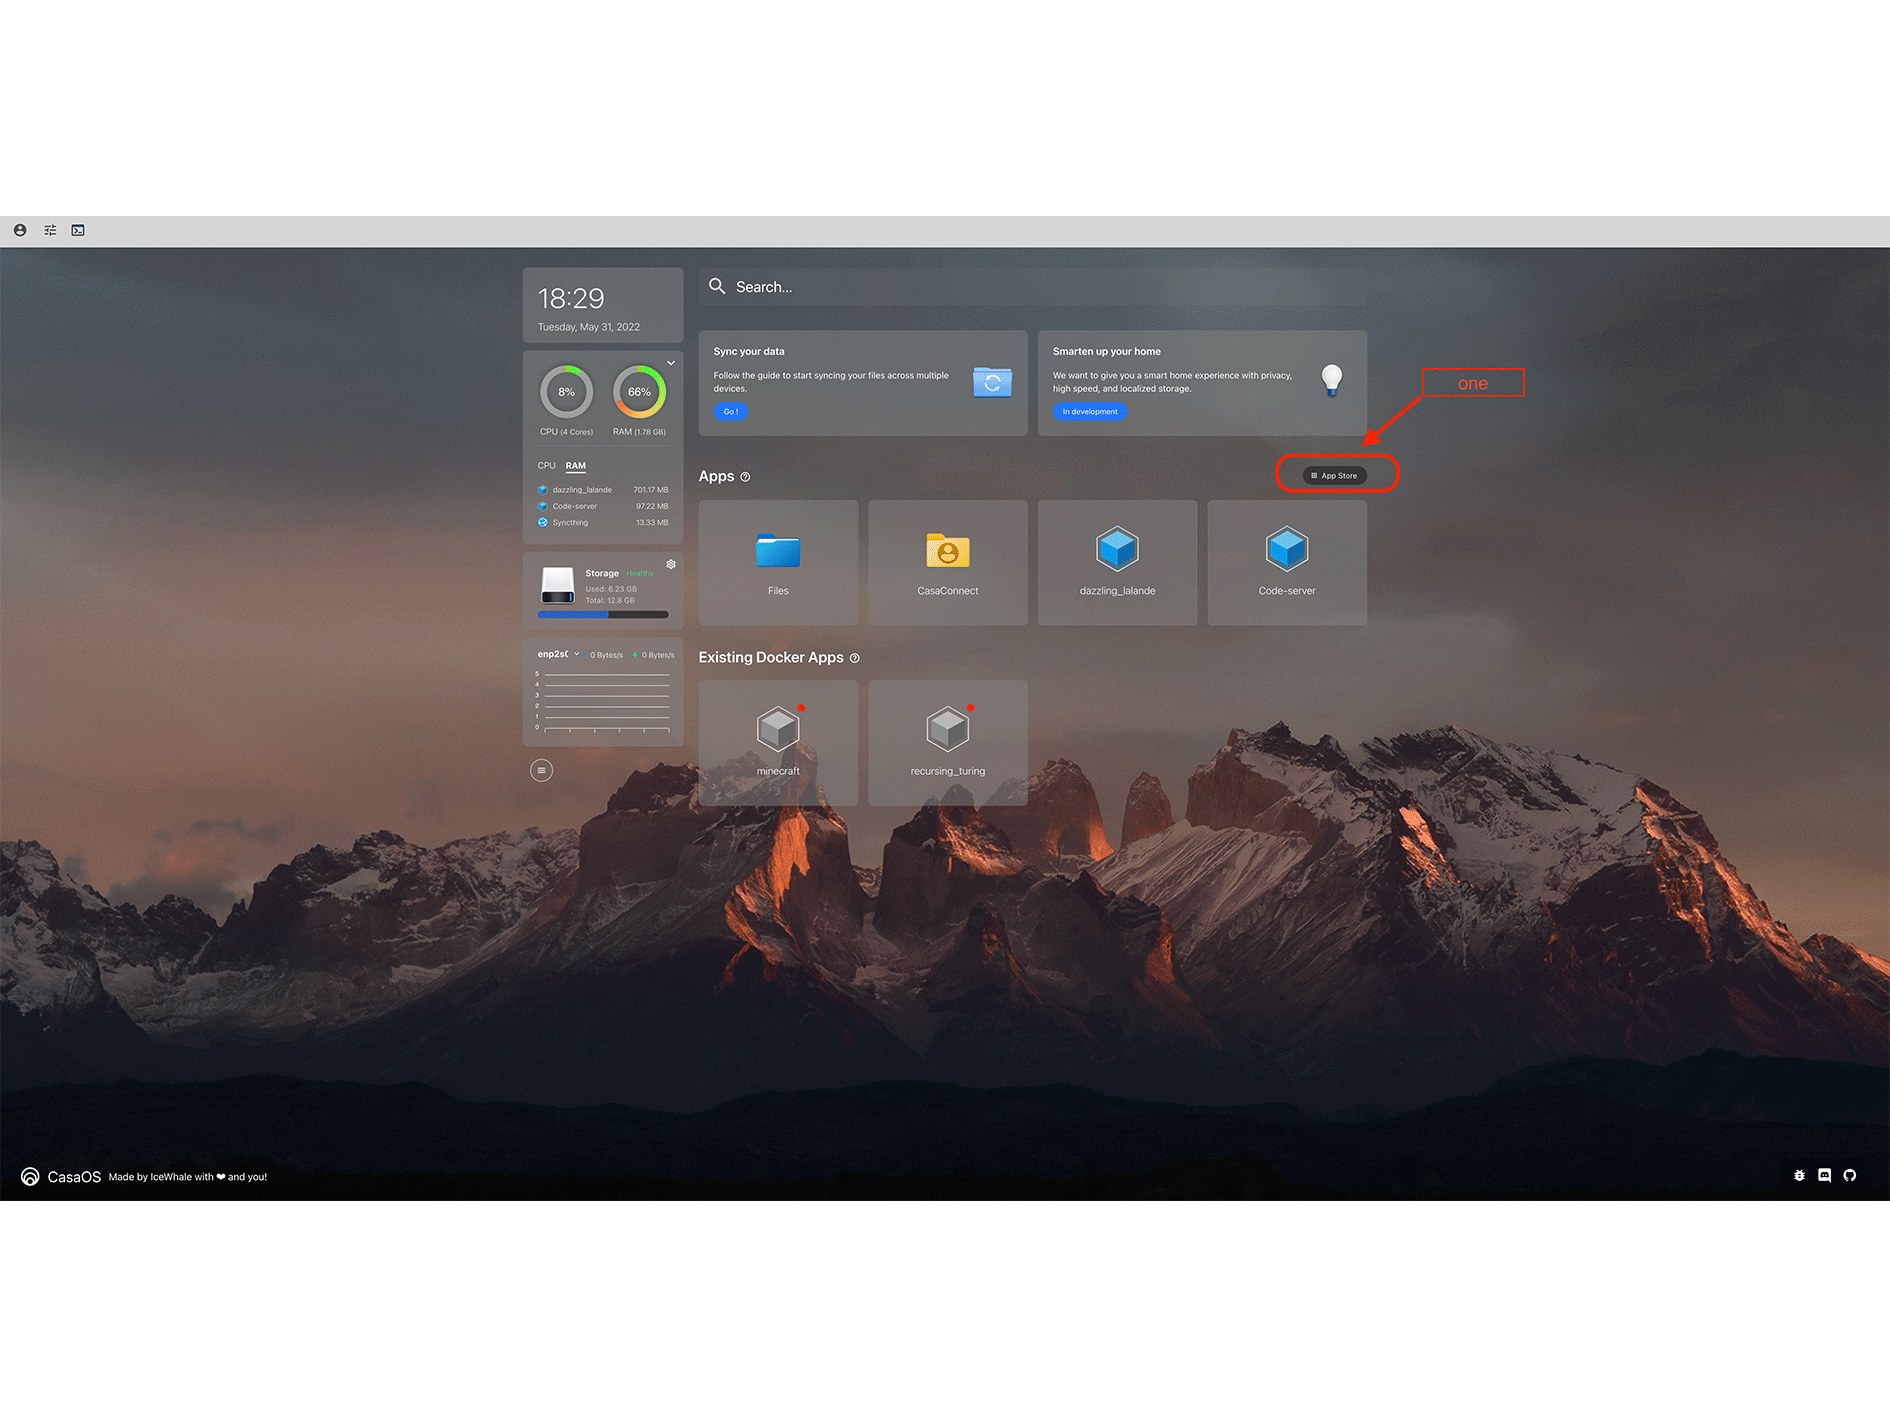 18:29
Tuesday, May 31, 2022
Search...
8%
66%
CPU (4 Cores)
RAM (1.78 GB)
CPU RAM
dazzling_lalande 701.17 MB
Code-server 97.22 MB
Syncthing 13.33 MB
Storage Healthy
Used: 6.23 GB
Total: 12.8 GB
enp2s0 0 Bytes/s 0 Bytes/s
5
4
3
2
1
0
Sync your data
Follow the guide to start syncing your files across multiple
devices.
Go !
Smarten up your home
We want to give you a smart home experience with privacy,
high speed, and localized storage.
In development
one
Apps
App Store
Files
CasaConnect
dazzling_lalande
Code-server
Existing Docker Apps
minecraft
recursing_turing
CasaOS Made by IceWhale with ❤ and you!